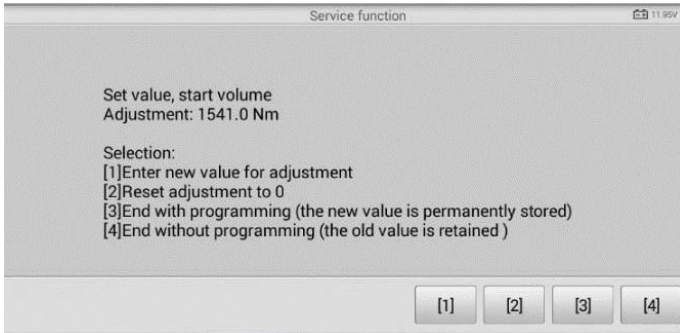 Service function
11.95V
Set value, start volume
Adjustment: 1541.0 Nm
Selection:
[1]Enter new value for adjustment
[2]Reset adjustment to 0
[3]End with programming (the new value is permanently stored)
[4]End without programming (the old value is retained )
[1] [2] [3] [4]